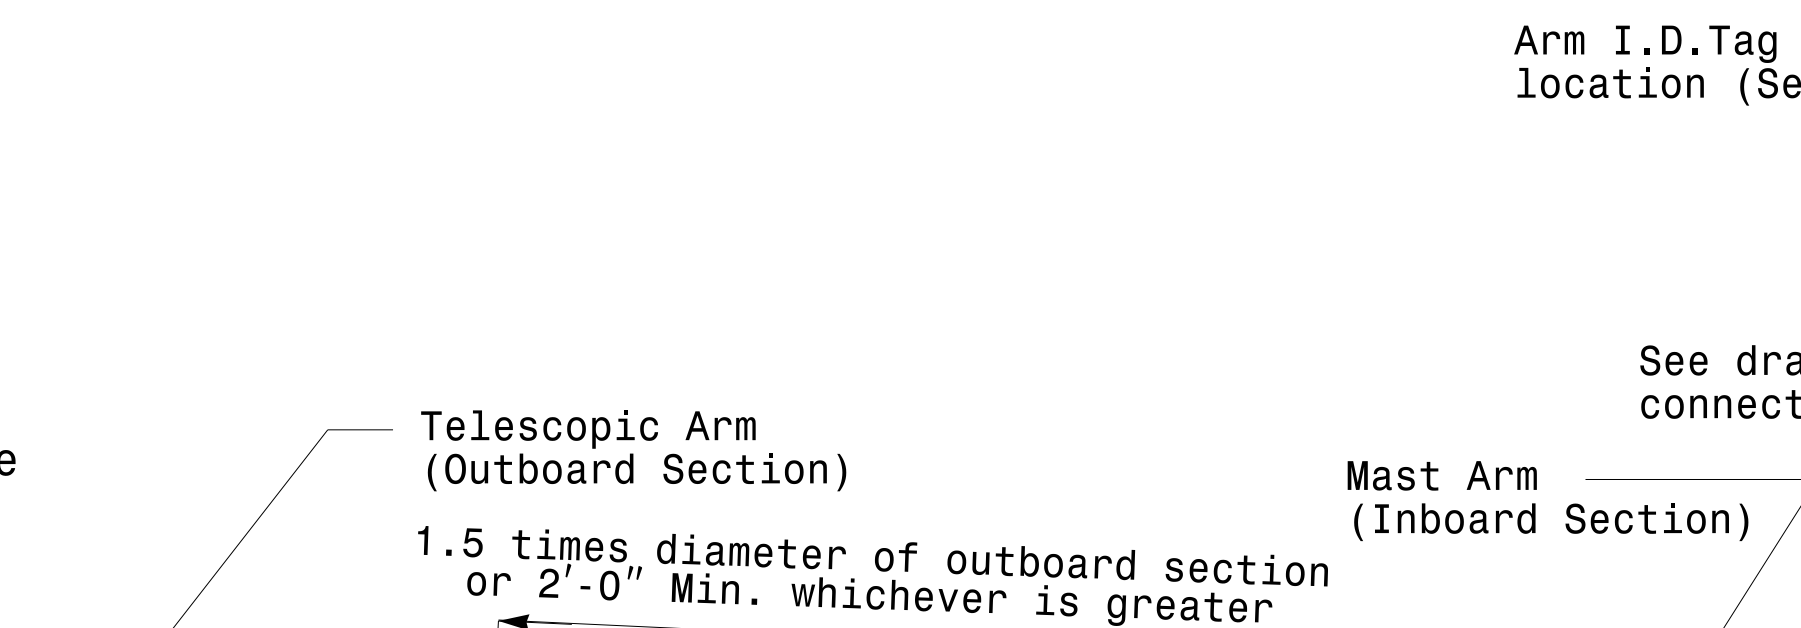 Arm I.D.Tag
location (Se
See dra
connect
Telescopic Arm
(Outboard Section)
e
Mast Arm
(Inboard Section)
1.5 times diameter of outboard section
or 2'-0" Min. whichever is greater